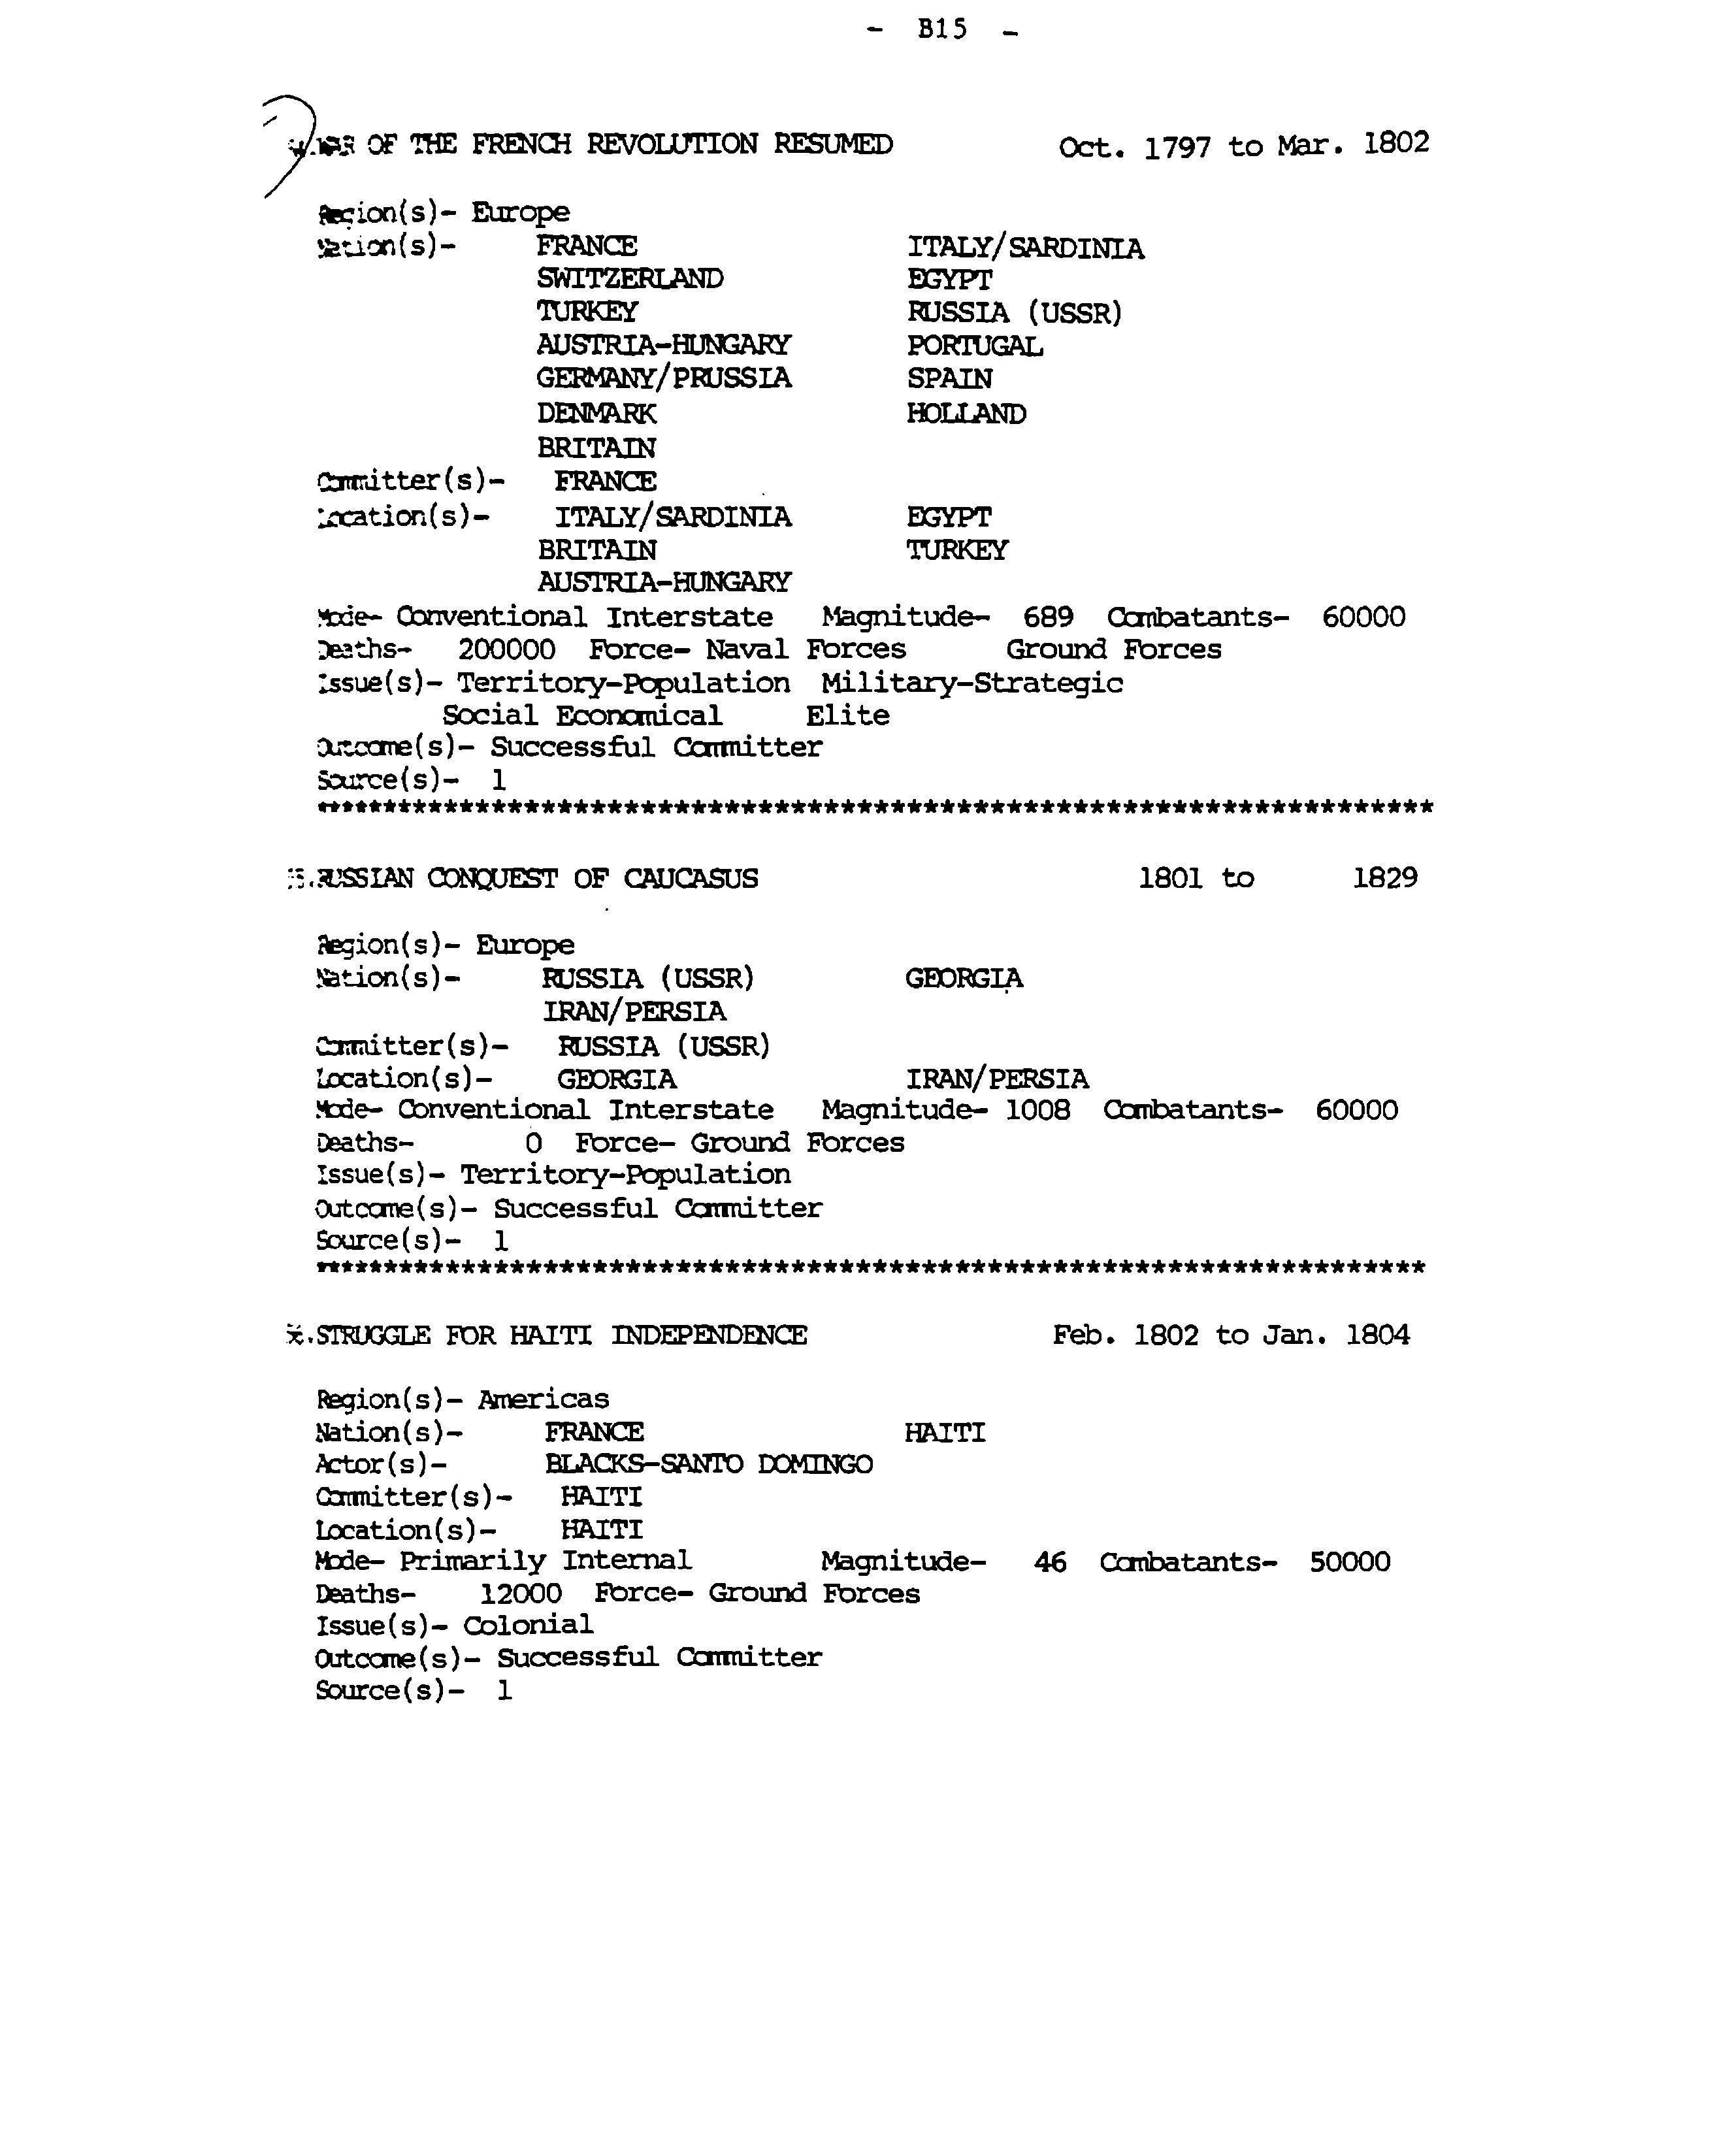 - B15 -
WAR OF THE FRENCH REVOLUTION RESUMED Oct. 1797 to Mar. 1802
Region(s)- Europe
Nation(s)- FRANCE ITALY/SARDINIA
SWITZERLAND EGYPT
TURKEY RUSSIA (USSR)
AUSTRIA-HUNGARY PORTUGAL
GERMANY/PRUSSIA SPAIN
DENMARK HOLLAND
BRITAIN
Committer(s)- FRANCE
Location(s)- ITALY/SARDINIA EGYPT
BRITAIN TURKEY
AUSTRIA-HUNGARY
Mode- Conventional Interstate Magnitude- 689 Combatants- 60000
Deaths- 200000 Force- Naval Forces Ground Forces
Issue(s)- Territory-Population Military-Strategic
Social Economical Elite
Outcome(s)- Successful Committer
Source(s)- 1
*********************************************************************
RUSSIAN CONQUEST OF CAUCASUS 1801 to 1829
Region(s)- Europe
Nation(s)- RUSSIA (USSR) GEORGIA
IRAN/PERSIA
Committer(s)- RUSSIA (USSR)
Location(s)- GEORGIA IRAN/PERSIA
Mode- Conventional Interstate Magnitude- 1008 Combatants- 60000
Deaths- 0 Force- Ground Forces
Issue(s)- Territory-Population
Outcome(s)- Successful Committer
Source(s)- 1
*********************************************************************
STRUGGLE FOR HAITI INDEPENDENCE Feb. 1802 to Jan. 1804
Region(s)- Americas
Nation(s)- FRANCE HAITI
Actor(s)- BLACKS-SANTO DOMINGO
Committer(s)- HAITI
Location(s)- HAITI
Mode- Primarily Internal Magnitude- 46 Combatants- 50000
Deaths- 12000 Force- Ground Forces
Issue(s)- Colonial
Outcome(s)- Successful Committer
Source(s)- 1